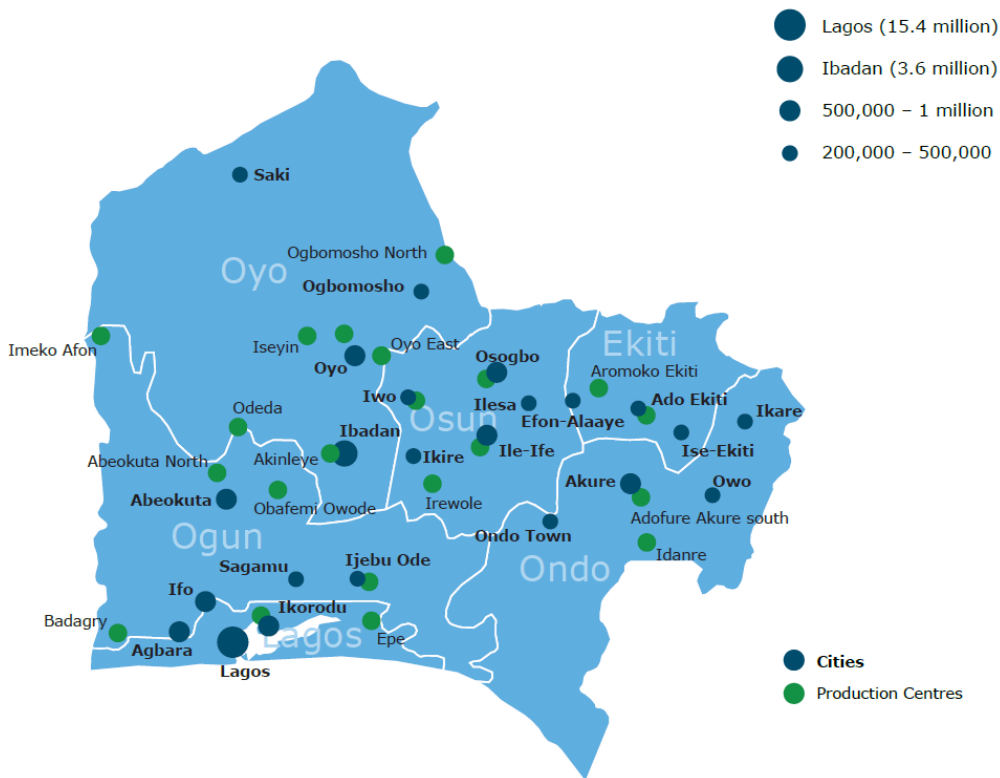 Lagos (15.4 million)
Ibadan (3.6 million)
500,000 – 1 million
200,000 – 500,000
Saki
Ogbomosho North
Oyo
Ogbomosho
Imeko Afon
Iseyin
Oyo East
Oyo
Ekiti
Osogbo
Aromoko Ekiti
Iwo
Osun
Ilesa
Efon-Alaaye
Ado Ekiti
Ikare
Odeda
Ibadan
Ise-Ekiti
Abeokuta North
Akinleye
Ikire
Ile-Ife
Abeokuta
Obafemi Owode
Irewole
Akure
Owo
Adofure Akure south
Ogun
Ondo Town
Idanre
Ondo
Sagamu
Ijebu Ode
Ifo
Ikorodu
Badagry
Agbara
Lagos
Epe
Lagos
Cities
Production Centres